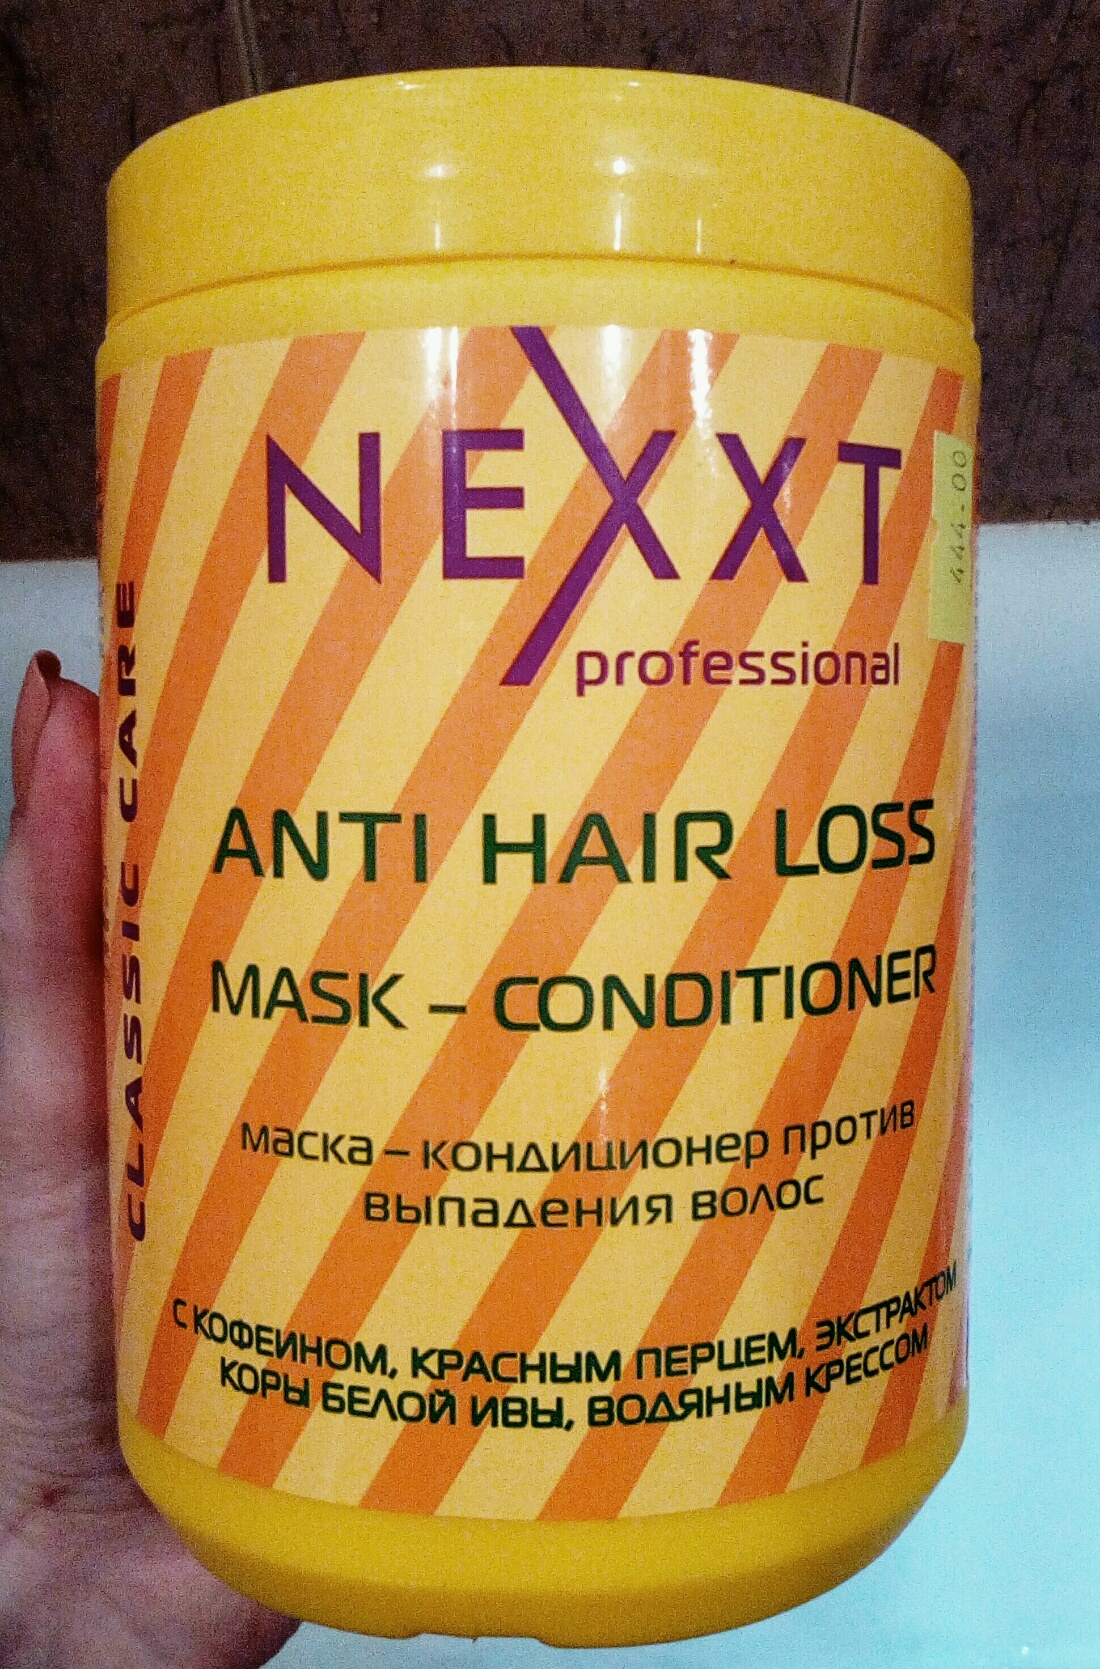 NEXXT
professional
444-00
CLASSIC CARE
ANTI HAIR LOSS
MASK – CONDITIONER
маска – кондиционер против
выпадения волос
С КОФЕИНОМ, КРАСНЫМ ПЕРЦЕМ, ЭКСТРАКТОМ
КОРЫ БЕЛОЙ ИВЫ, ВОДЯНЫМ КРЕССОМ